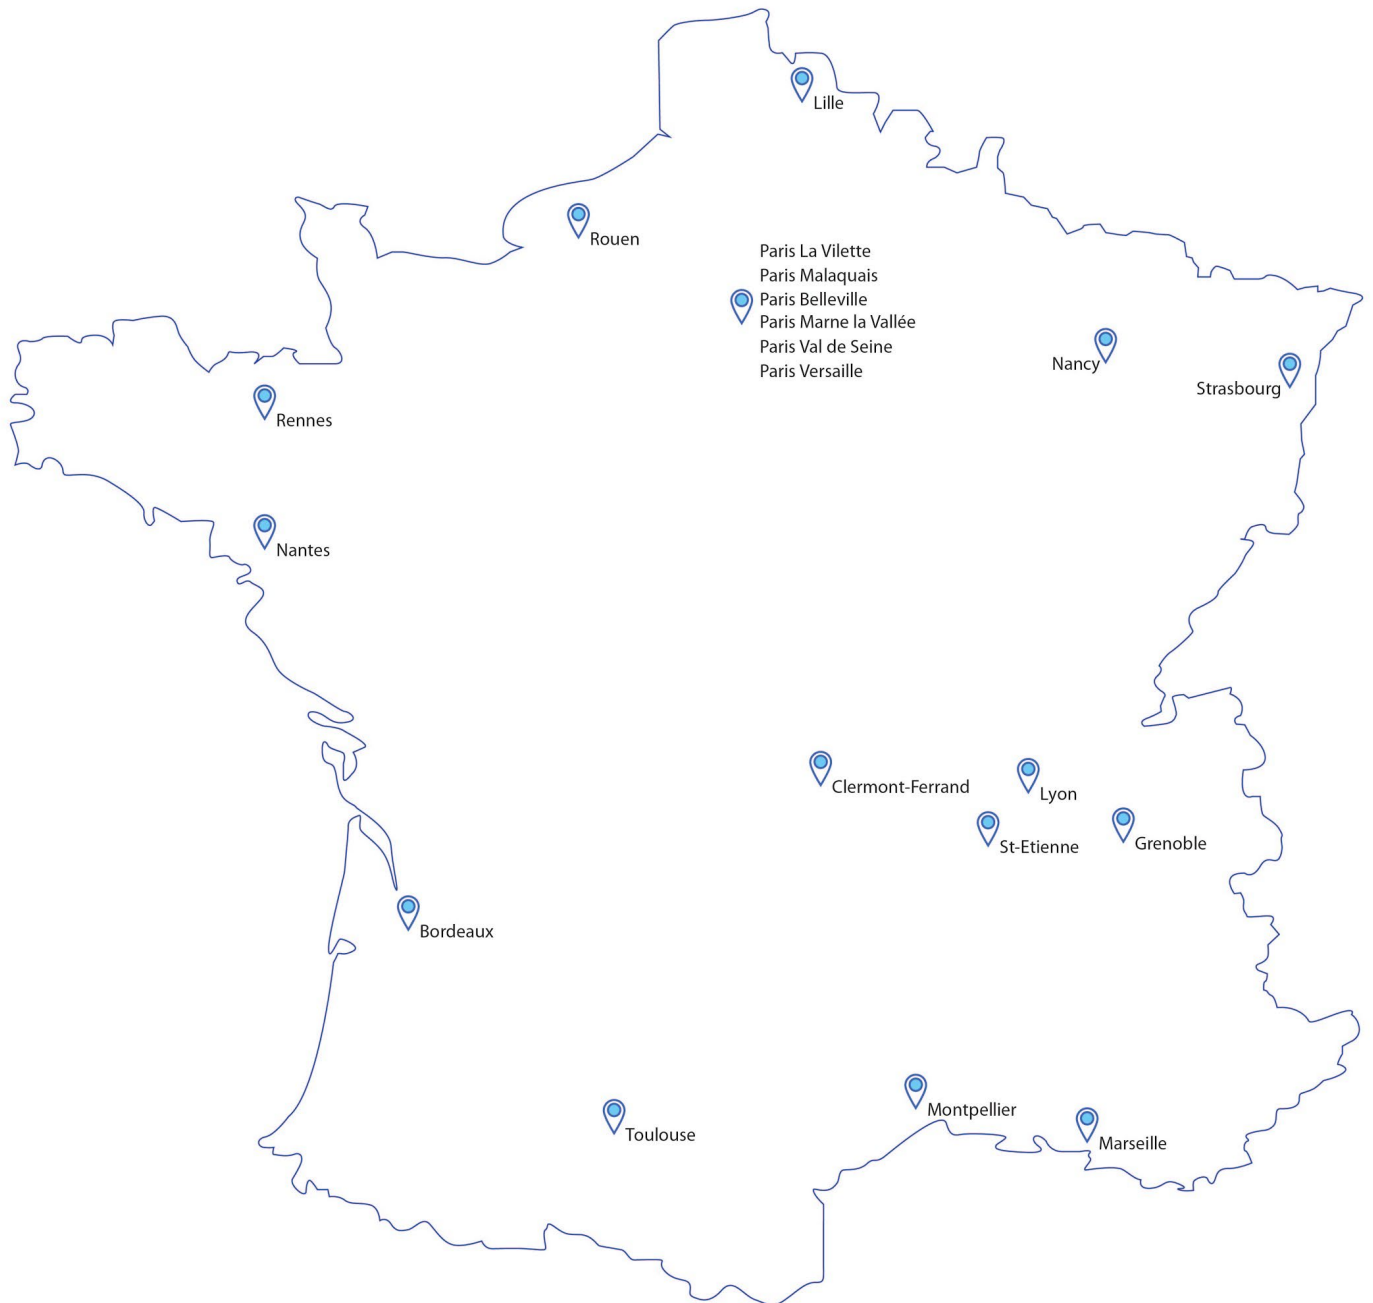 Lille
Rouen
Paris La Vilette
Paris Malaquais
Paris Belleville
Paris Marne la Vallée
Paris Val de Seine
Paris Versaille
Nancy
Strasbourg
Rennes
Nantes
Clermont-Ferrand
Lyon
St-Etienne
Grenoble
Bordeaux
Montpellier
Toulouse
Marseille